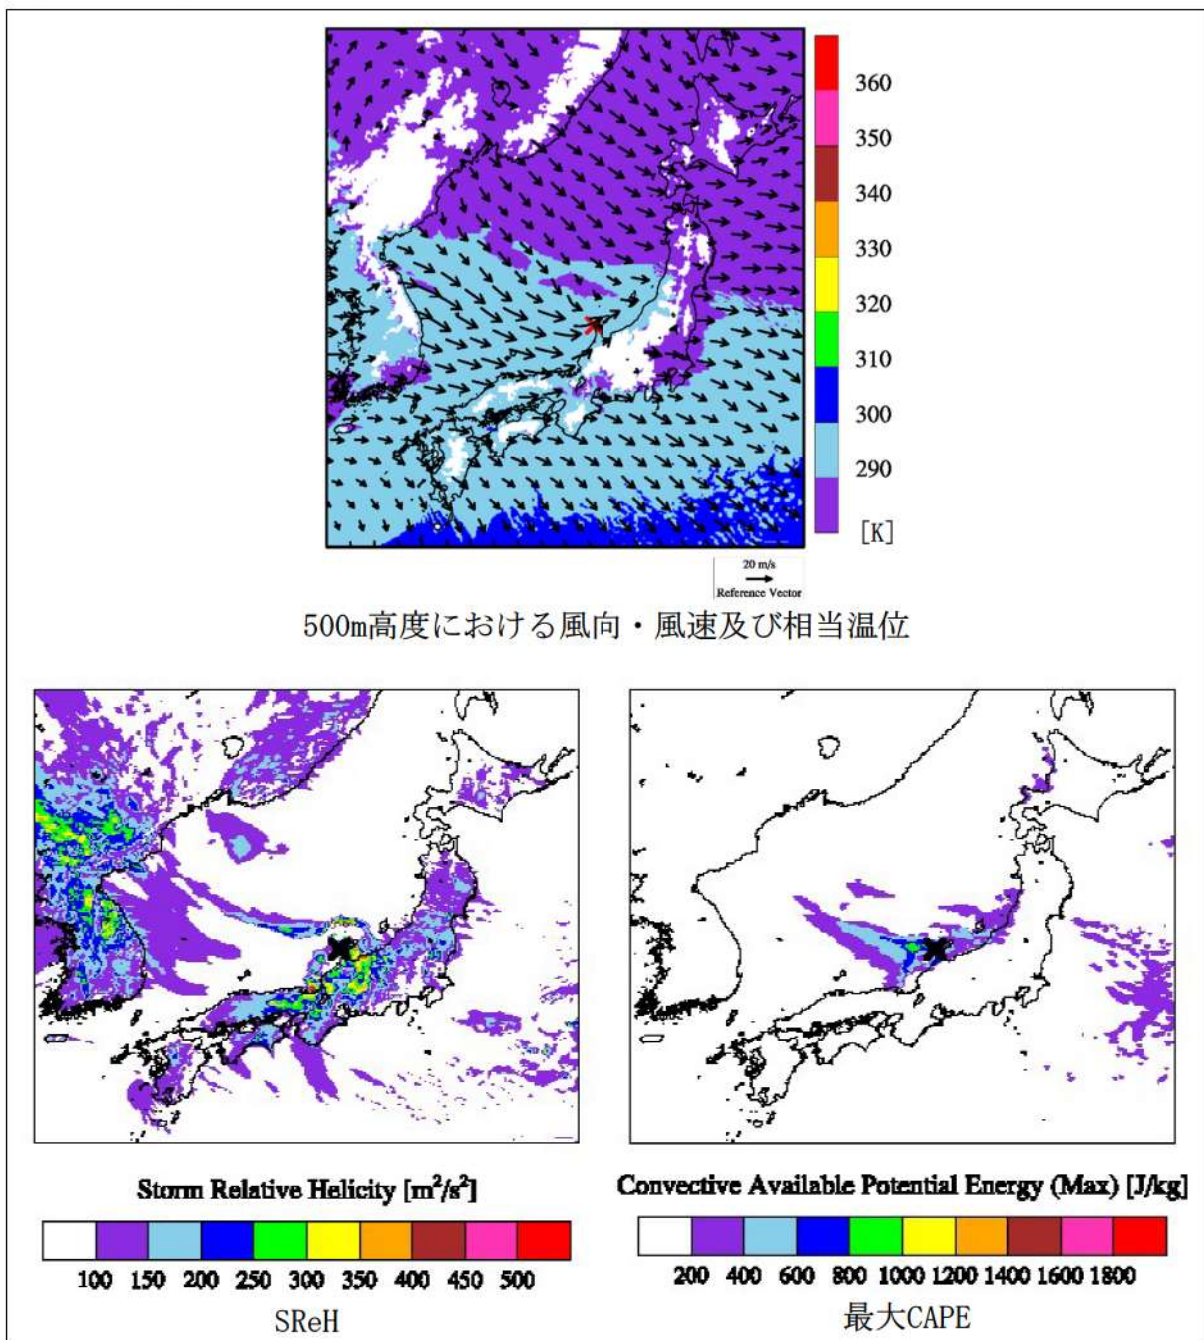 360
350
340
330
320
310
300
290
[K]
20 m/s
Reference Vector
500m高度における風向・風速及び相当温位
Storm Relative Helicity [m²/s²]
100 150 200 250 300 350 400 450 500
SReH
Convective Available Potential Energy (Max) [J/kg]
200 400 600 800 1000 1200 1400 1600 1800
最大CAPE